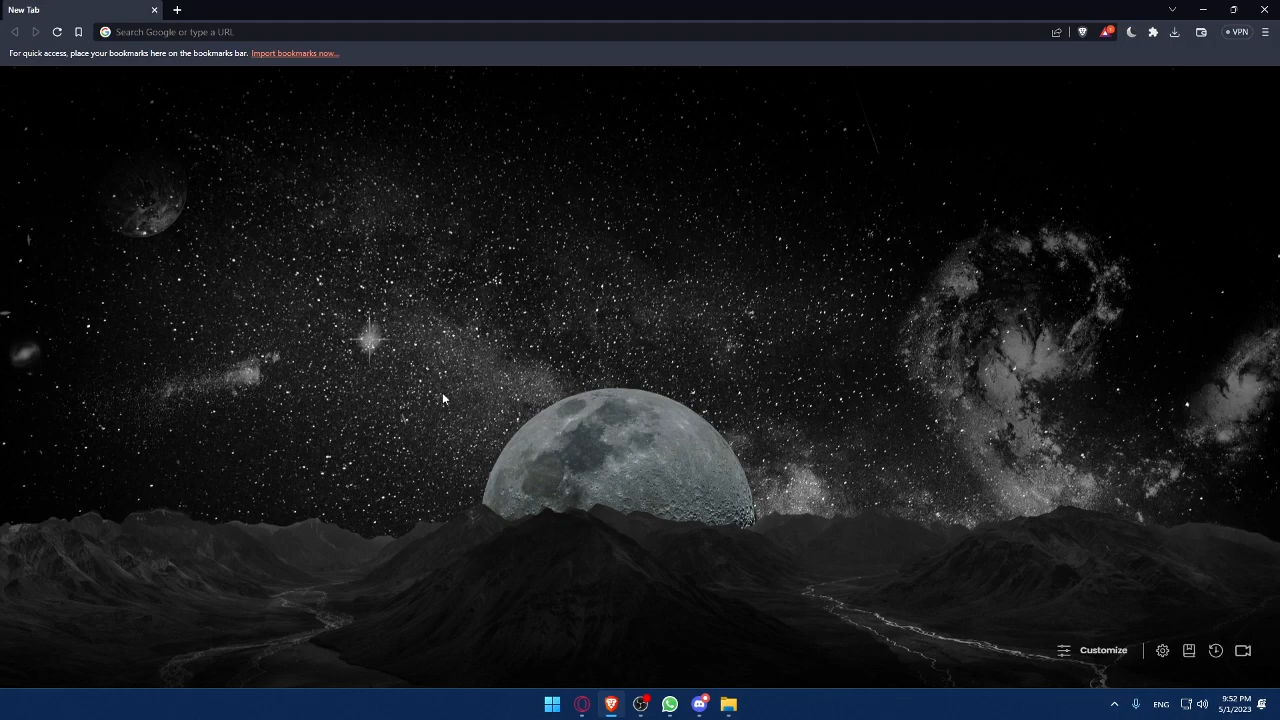 New Tab
Search Google or type a URL
VPN
For quick access, place your bookmarks here on the bookmarks bar. Import bookmarks now...
Customize
ENG
9:52 PM
5/1/2023